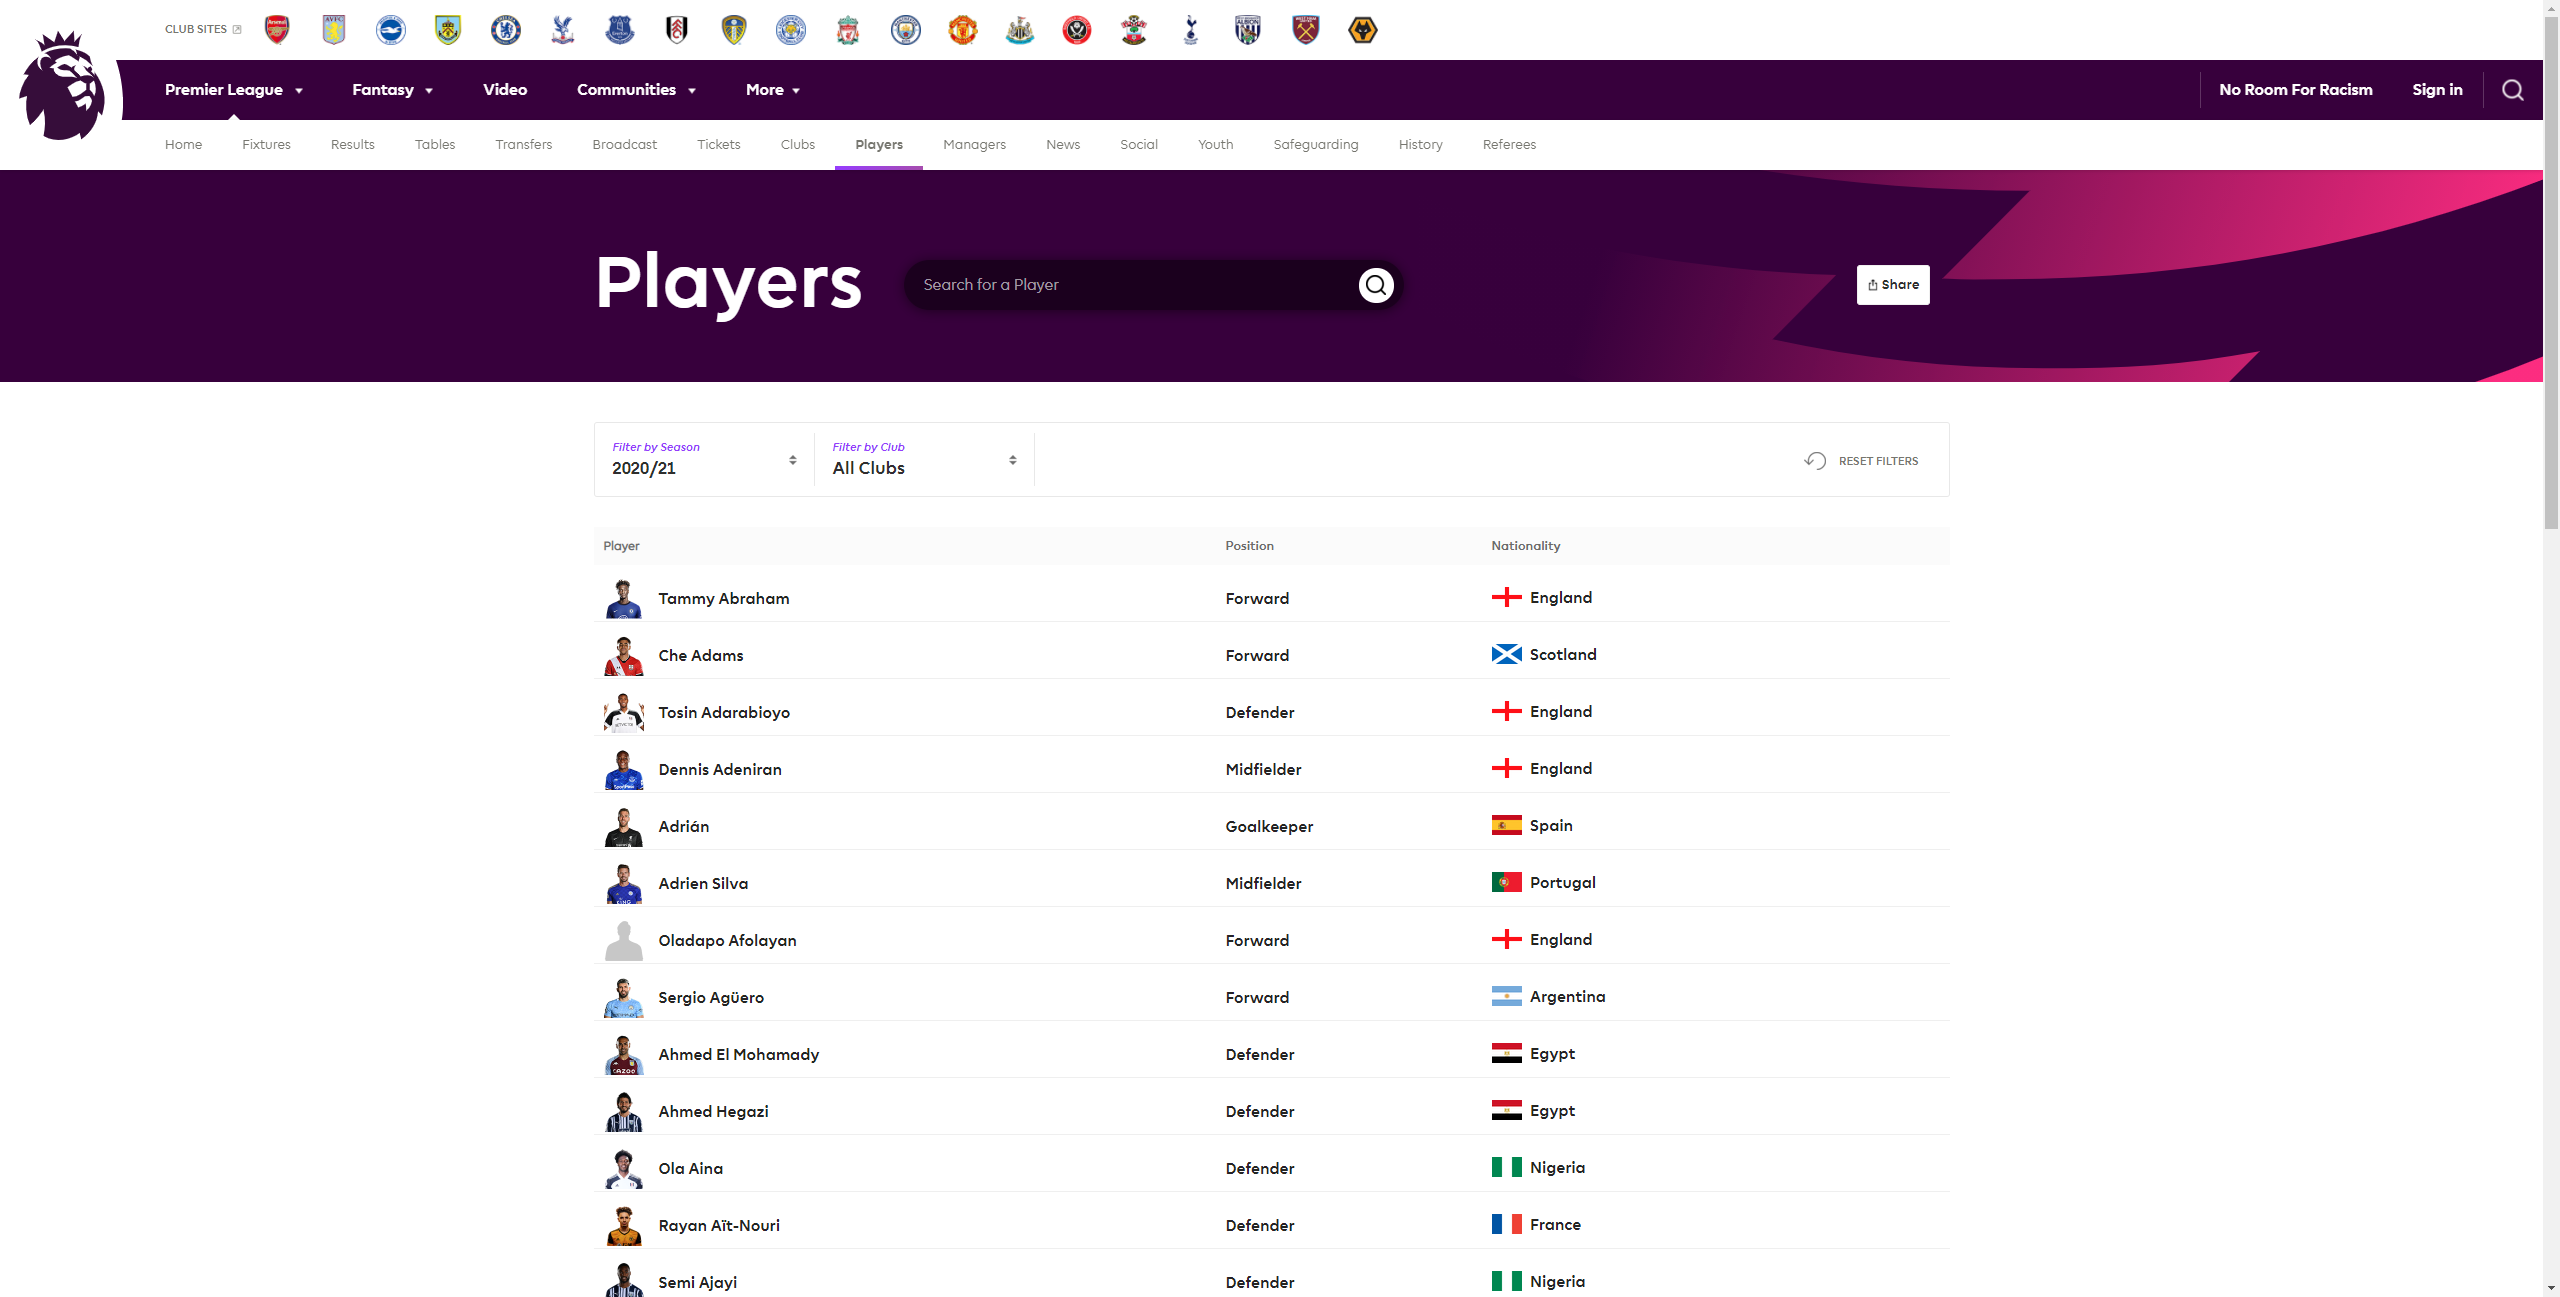 CLUB SITES
Premier League
Fantasy
Video
Communities
More
No Room For Racism
Sign in
Home
Fixtures
Results
Tables
Transfers
Broadcast
Tickets
Clubs
Players
Managers
News
Social
Youth
Safeguarding
History
Referees
Players
Search for a Player
Share
Filter by Season
2020/21
Filter by Club
All Clubs
RESET FILTERS
Player Position Nationality
Tammy Abraham Forward England
Che Adams Forward Scotland
Tosin Adarabioyo Defender England
Dennis Adeniran Midfielder England
Adrián Goalkeeper Spain
Adrien Silva Midfielder Portugal
Oladapo Afolayan Forward England
Sergio Agüero Forward Argentina
Ahmed El Mohamady Defender Egypt
Ahmed Hegazi Defender Egypt
Ola Aina Defender Nigeria
Rayan Aït-Nouri Defender France
Semi Ajayi Defender Nigeria